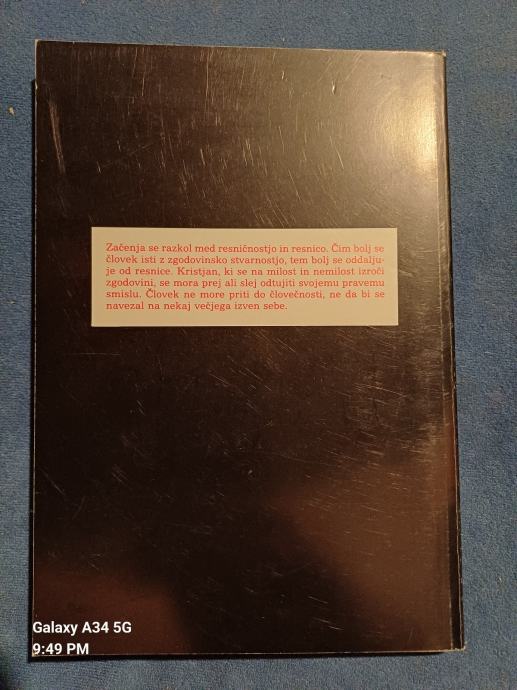 Začenja se razkol med resničnostjo in resnico. Čim bolj se
človek isti z zgodovinsko stvarnostjo, tem bolj se oddalju-
je od resnice. Kristjan, ki se na milost in nemilost izroči
zgodovini, se mora prej ali slej odtujiti svojemu pravemu
smislu. Človek ne more priti do človečnosti, ne da bi se
navezal na nekaj večjega izven sebe.
Galaxy A34 5G
9:49 PM